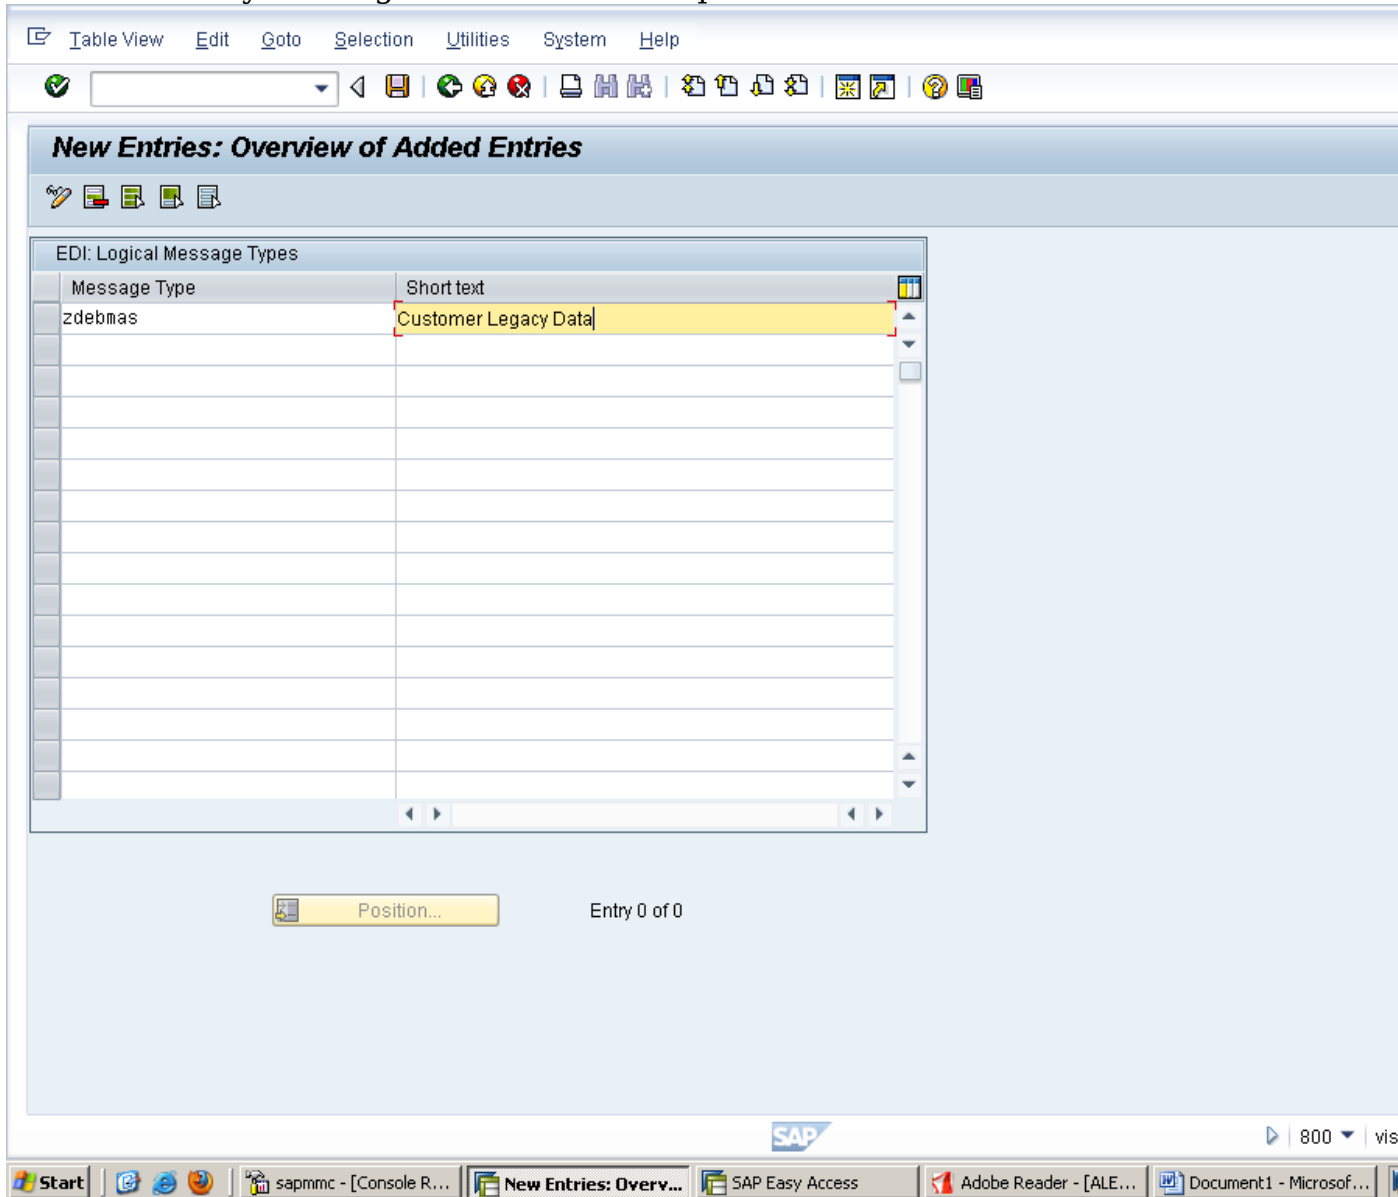 Table View Edit Goto Selection Utilities System Help
New Entries: Overview of Added Entries
EDI: Logical Message Types
Message Type Short text
zdebmas Customer Legacy Data
Position... Entry 0 of 0
SAP 800 vis
Start sapmmc - [Console R... New Entries: Overv... SAP Easy Access Adobe Reader - [ALE... Document1 - Microsof...